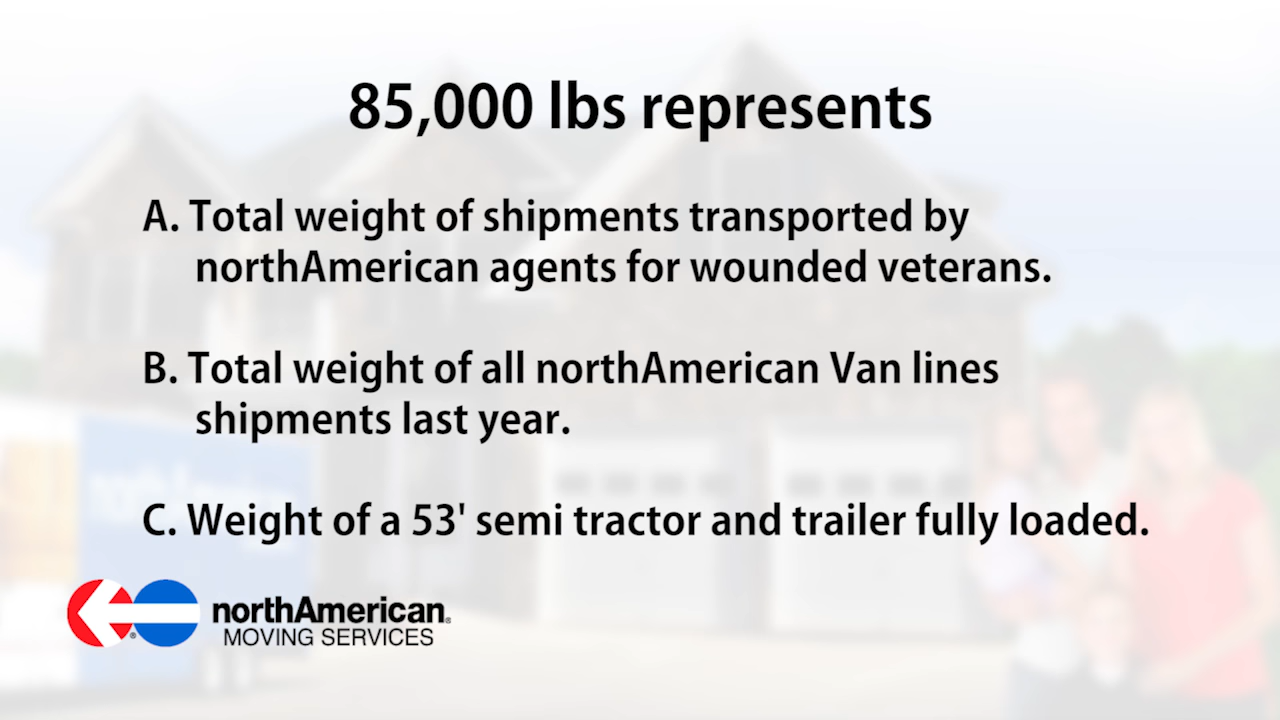 85,000 lbs represents
A. Total weight of shipments transported by
northAmerican agents for wounded veterans.
B. Total weight of all northAmerican Van lines
shipments last year.
C. Weight of a 53' semi tractor and trailer fully loaded.
northAmerican®
MOVING SERVICES